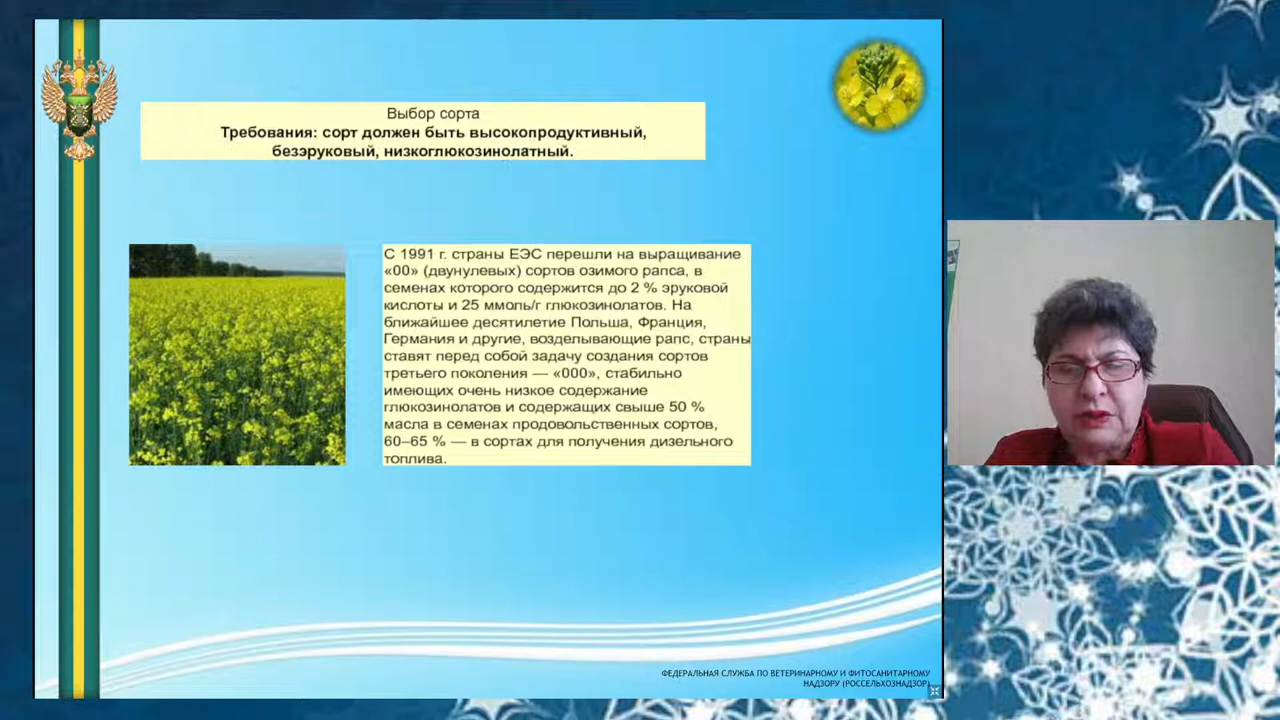 Выбор сорта
Требования: сорт должен быть высокопродуктивный,
безэруковый, низкоглюкозинолатный.
С 1991 г. страны ЕЭС перешли на выращивание
«00» (двунулевых) сортов озимого рапса, в
семенах которого содержится до 2 % эруковой
кислоты и 25 ммоль/г глюкозинолатов. На
ближайшее десятилетие Польша, Франция,
Германия и другие, возделывающие рапс, страны
ставят перед собой задачу создания сортов
третьего поколения — «000», стабильно
имеющих очень низкое содержание
глюкозинолатов и содержащих свыше 50 %
масла в семенах продовольственных сортов,
60–65 % — в сортах для получения дизельного
топлива.
ФЕДЕРАЛЬНАЯ СЛУЖБА ПО ВЕТЕРИНАРНОМУ И ФИТОСАНИТАРНОМУ
НАДЗОРУ (РОССЕЛЬХОЗНАДЗОР)